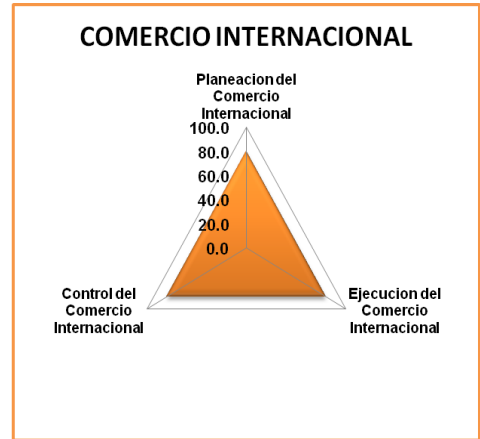 COMERCIO INTERNACIONAL
Planeacion del
Comercio
Internacional
100.0
80.0
60.0
40.0
20.0
0.0
Control del
Comercio
Internacional
Ejecucion del
Comercio
Internacional